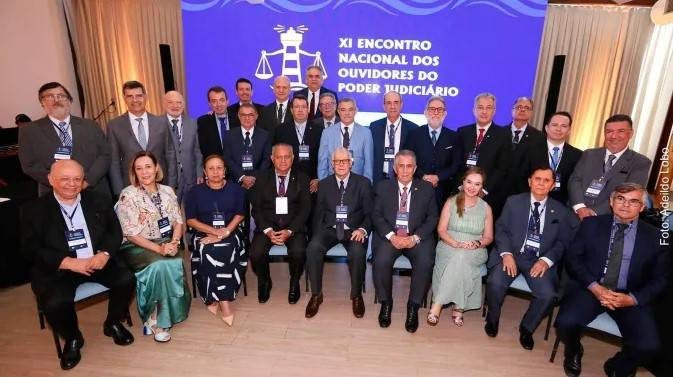 XI ENCONTRO
NACIONAL DOS
OUVIDORES DO
PODER JUDICIÁRIO
Foto: Adeildo Lobo